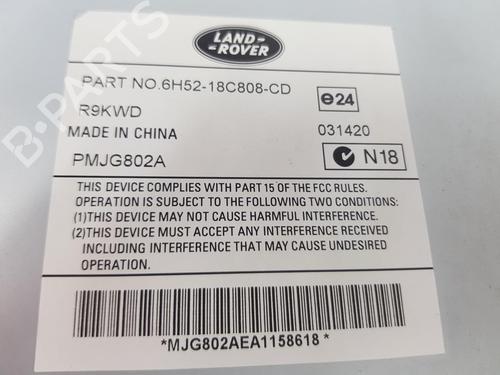 LAND-
-ROVER
PART NO.6H52-18C808-CD
e24
R9KWD
MADE IN CHINA
031420
PMJG802A
N18
THIS DEVICE COMPLIES WITH PART 15 OF THE FCC RULES.
OPERATION IS SUBJECT TO THE FOLLOWING TWO CONDITIONS:
(1)THIS DEVICE MAY NOT CAUSE HARMFUL INTERFERENCE.
(2)THIS DEVICE MUST ACCEPT ANY INTERFERENCE RECEIVED
INCLUDING INTERFERENCE THAT MAY CAUSE UNDESIRED
OPERATION.
*MJG802AEA1158618*
B-PARTS